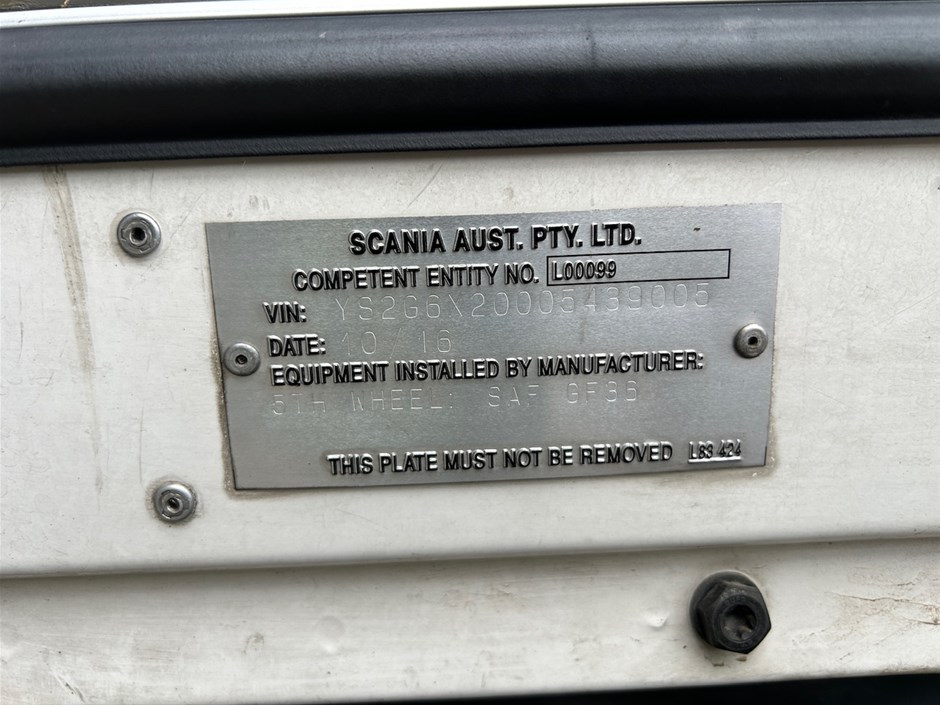 SCANIA AUST. PTY. LTD.
COMPETENT ENTITY NO. L00099
VIN: YS2G6X20005439005
DATE: 10 16
EQUIPMENT INSTALLED BY MANUFACTURER:
5TH WHEEL: SAF GF36
THIS PLATE MUST NOT BE REMOVED L83 424